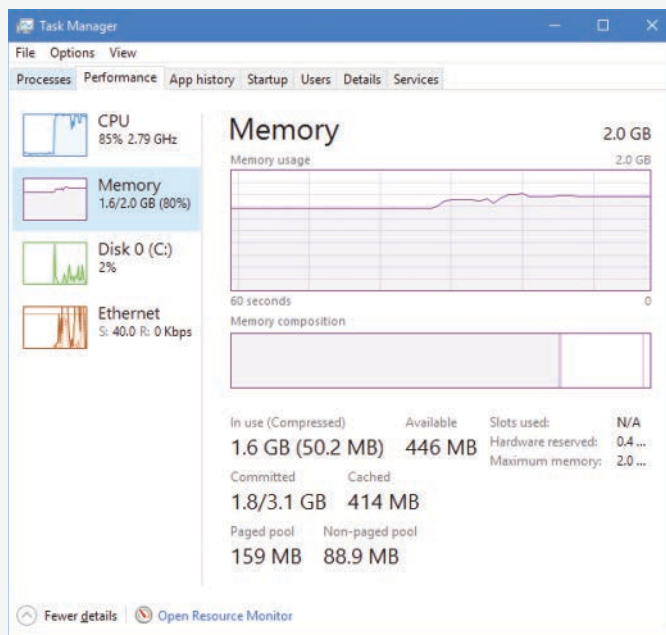 Task Manager
File Options View
Processes Performance App history Startup Users Details Services
CPU
85% 2.79 GHz
Memory
1.6/2.0 GB (80%)
Disk 0 (C:)
2%
Ethernet
S: 40.0 R: 0 Kbps
Memory 2.0 GB
Memory usage 2.0 GB
60 seconds 0
Memory composition
In use (Compressed) Available Slots used: N/A
1.6 GB (50.2 MB) 446 MB Hardware reserved: 0.4 ...
Maximum memory: 2.0 ...
Committed Cached
1.8/3.1 GB 414 MB
Paged pool Non-paged pool
159 MB 88.9 MB
Fewer details Open Resource Monitor